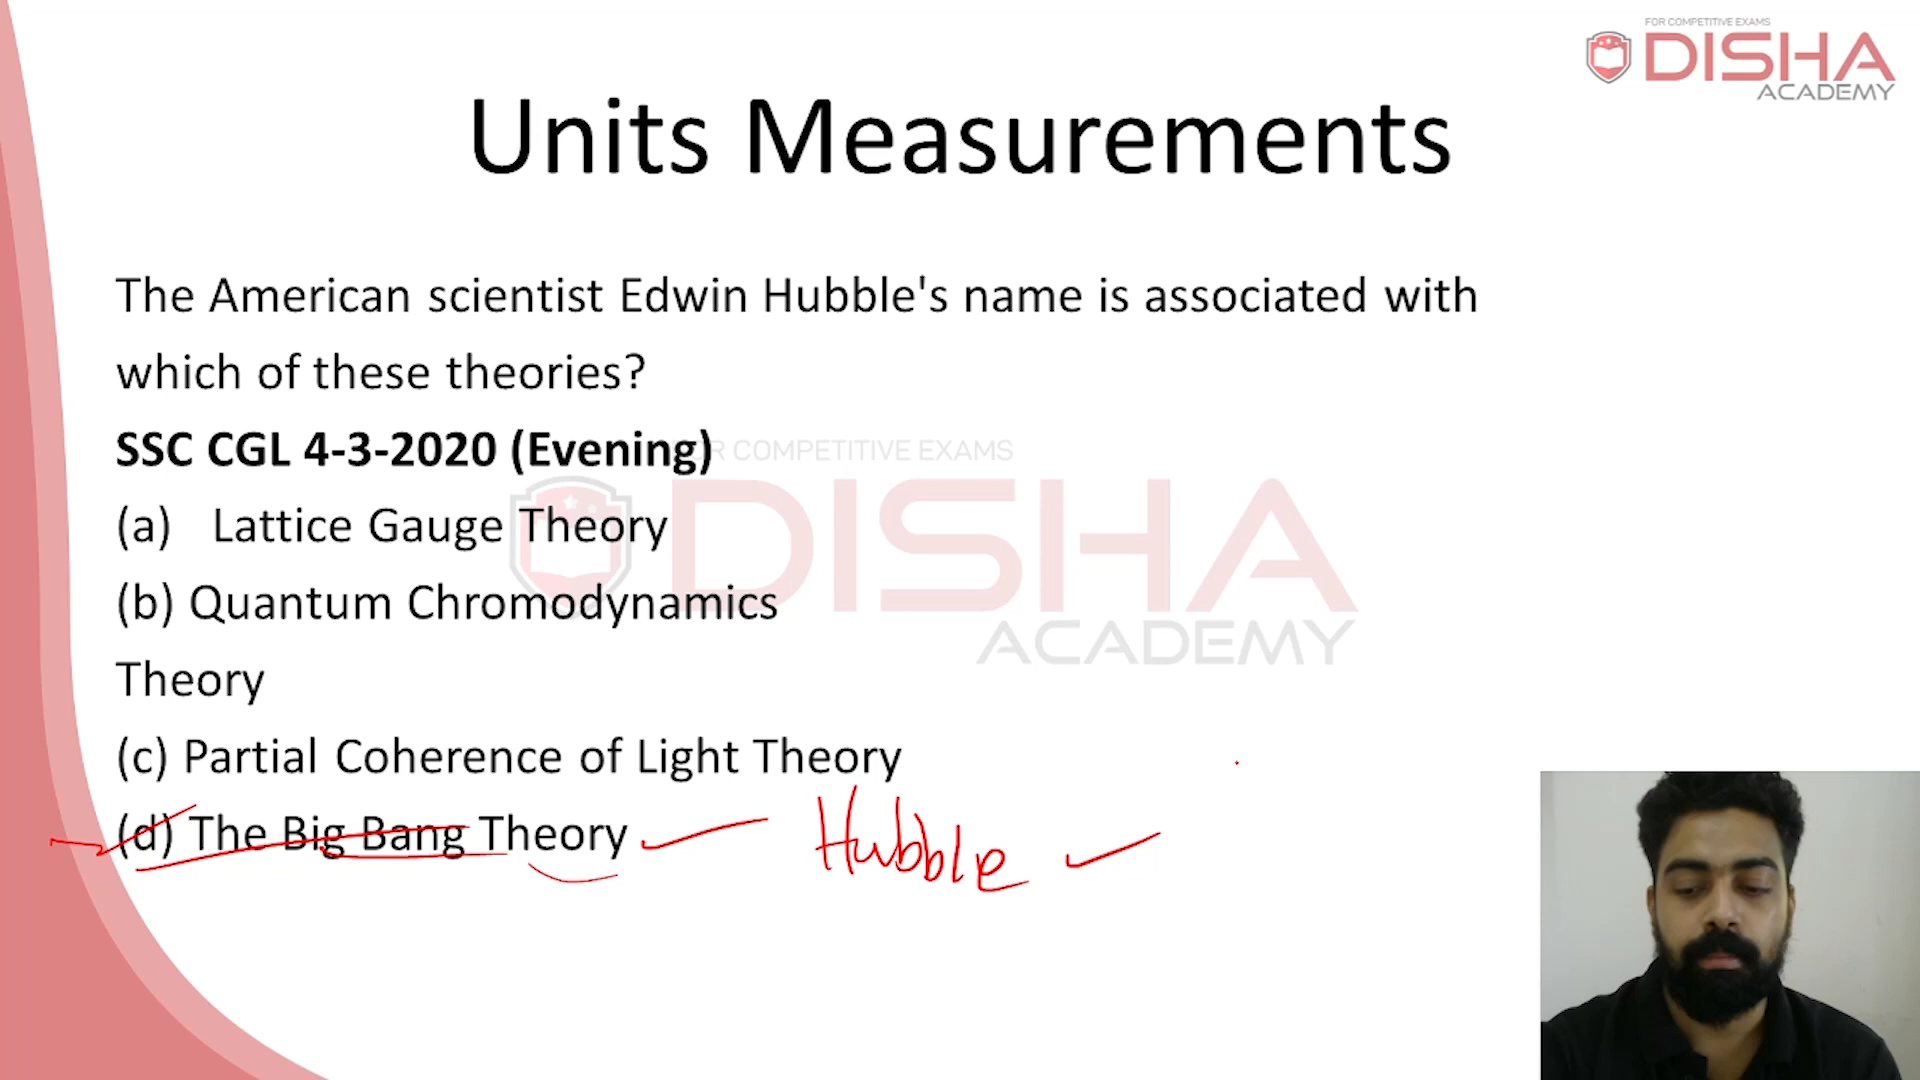 FOR COMPETITIVE EXAMS
DISHA
ACADEMY
Units Measurements
The American scientist Edwin Hubble's name is associated with
which of these theories?
SSC CGL 4-3-2020 (Evening)
OR COMPETITIVE EXAMS
(a) Lattice Gauge Theory
DISHA
(b) Quantum Chromodynamics
ACADEMY
Theory
(c) Partial Coherence of Light Theory
(d) The Big Bang Theory
Hubble